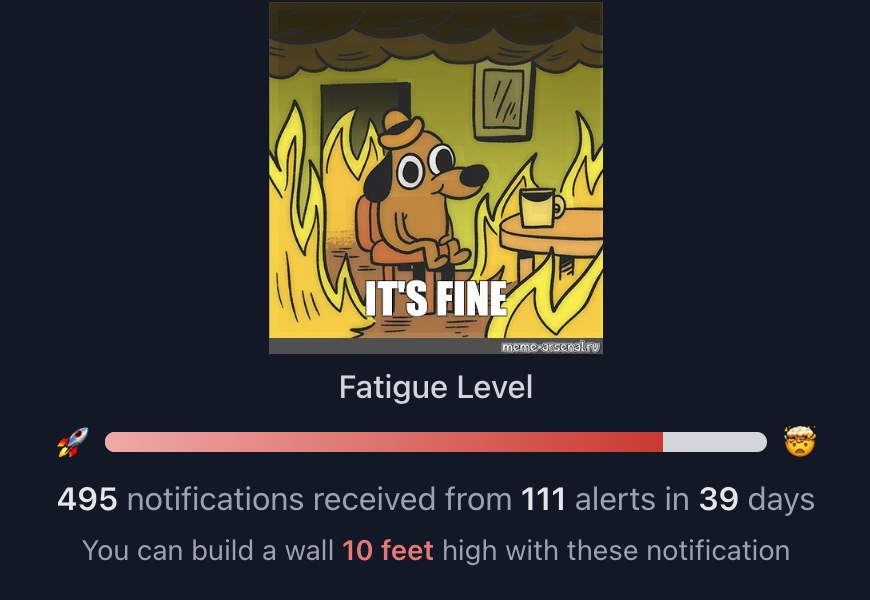 IT'S FINE
meme-arsenal.ru
Fatigue Level
495 notifications received from 111 alerts in 39 days
You can build a wall 10 feet high with these notification